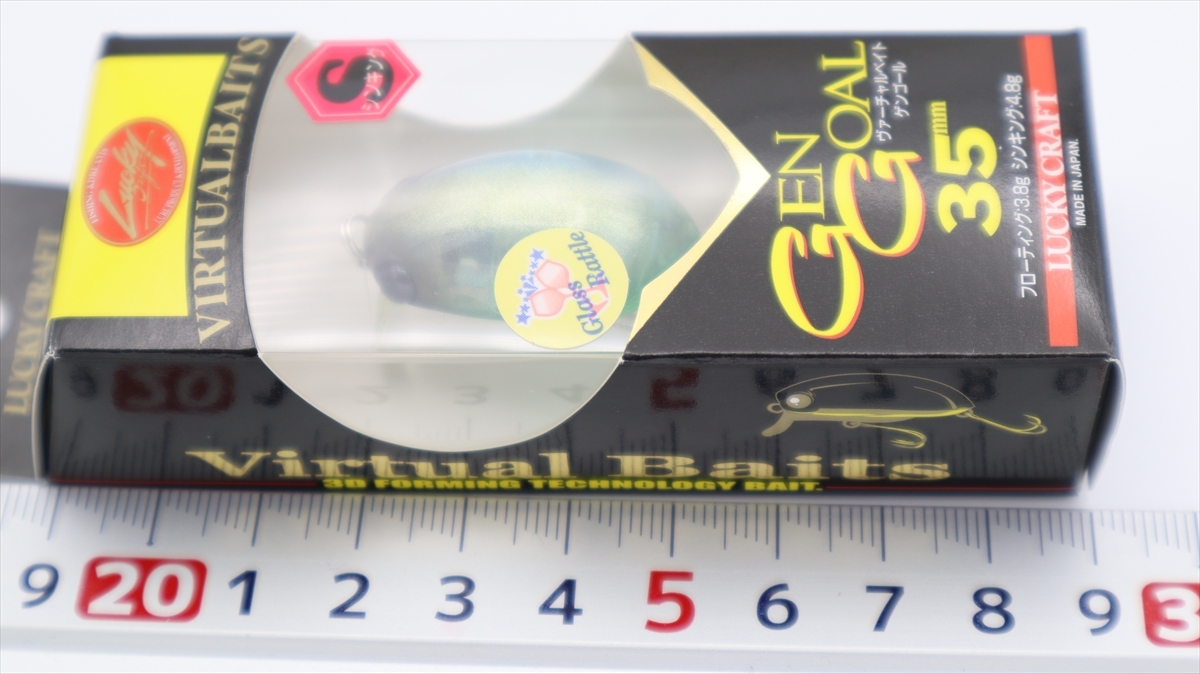 Lucky
CRAFT
VIRTUALBAITS
S
シンキング
Glass
Rattle
GEN
GOAL
ヴァーチャルベイト
ゲンゴール
35mm
フローティング:3.8g シンキング:4.8g
LUCKY CRAFT
MADE IN JAPAN.
LUCKY CRAFT
Virtual Baits
3D FORMING TECHNOLOGY BAIT.
9 20 1 2 3 4 5 6 7 8 9 3